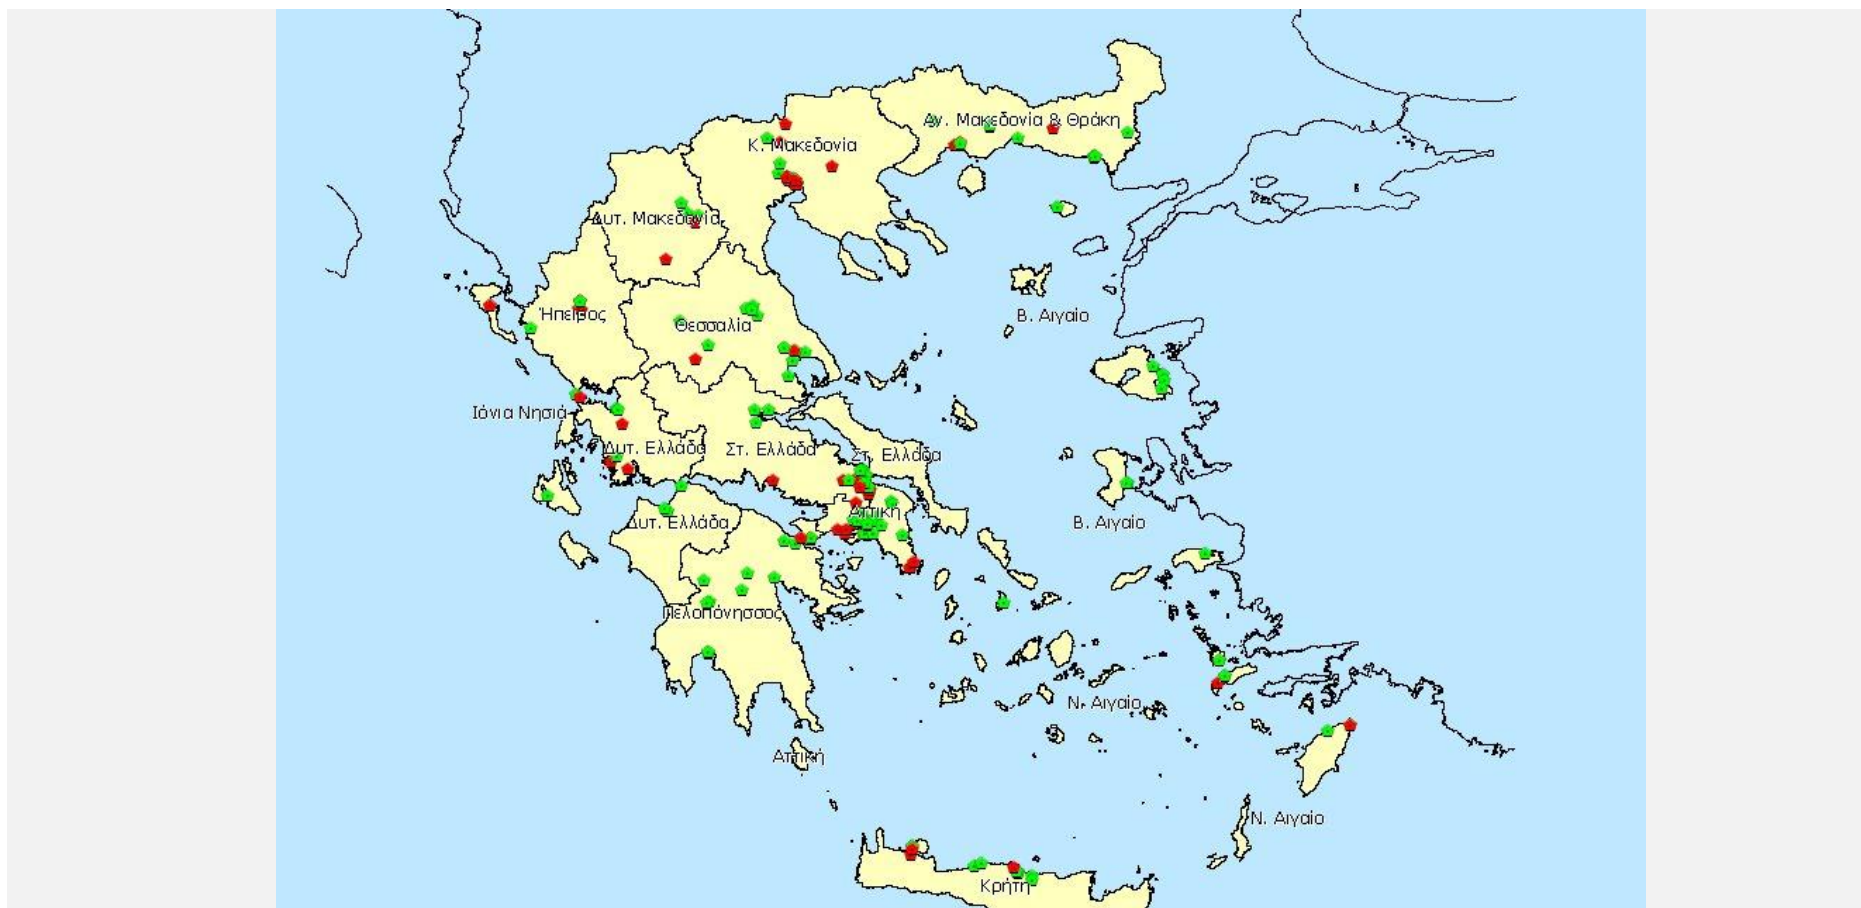 Αν. Μακεδονία & Θράκη
Κ. Μακεδονία
Δυτ. Μακεδονία
Ήπειρος
Θεσσαλία
Β. Αιγαίο
Ιόνια Νησιά
Δυτ. Ελλάδα
Στ. Ελλάδα
Στ. Ελλάδα
Αττική
Δυτ. Ελλάδα
Β. Αιγαίο
Πελοπόνησσος
Ν. Αιγαίο
Αττική
Ν. Αιγαίο
Κρήτη